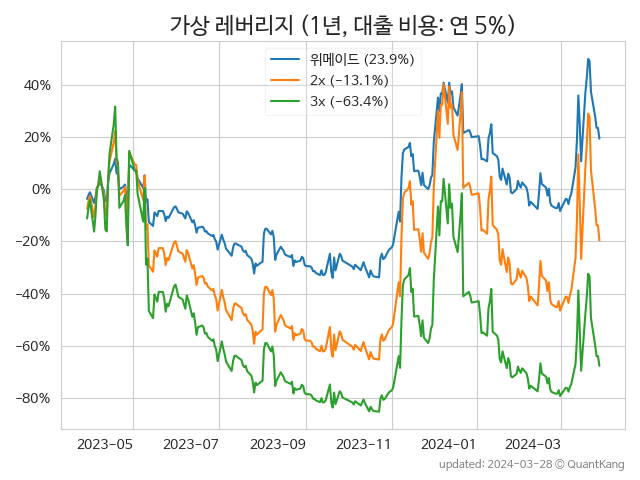 가상 레버리지 (1년, 대출 비용: 연 5%)
위메이드 (23.9%)
2x (−13.1%)
3x (−63.4%)
40%
20%
0%
−20%
−40%
−60%
−80%
2023-05 2023-07 2023-09 2023-11 2024-01 2024-03
updated: 2024-03-28 © QuantKang